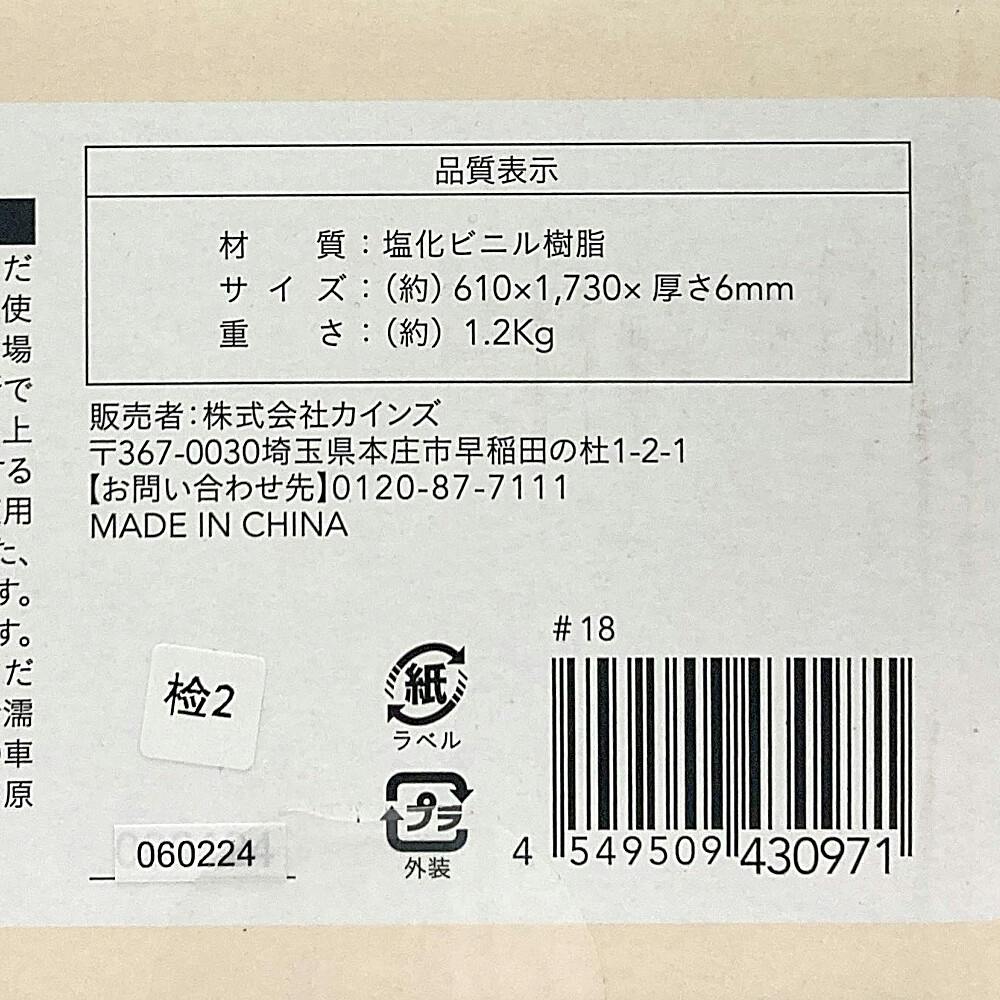 品質表示
材質：塩化ビニル樹脂
サイズ：（約）610×1,730×厚さ6mm
重さ：（約）1.2Kg
販売者：株式会社カインズ
〒367-0030埼玉県本庄市早稲田の杜1-2-1
【お問い合わせ先】0120-87-7111
MADE IN CHINA
だ
使
場
で
上
る
用
た、
す。
す。
だ
濡
車
原
#18
检2
紙
ラベル
プラ
外装
060224
4 549509 430971